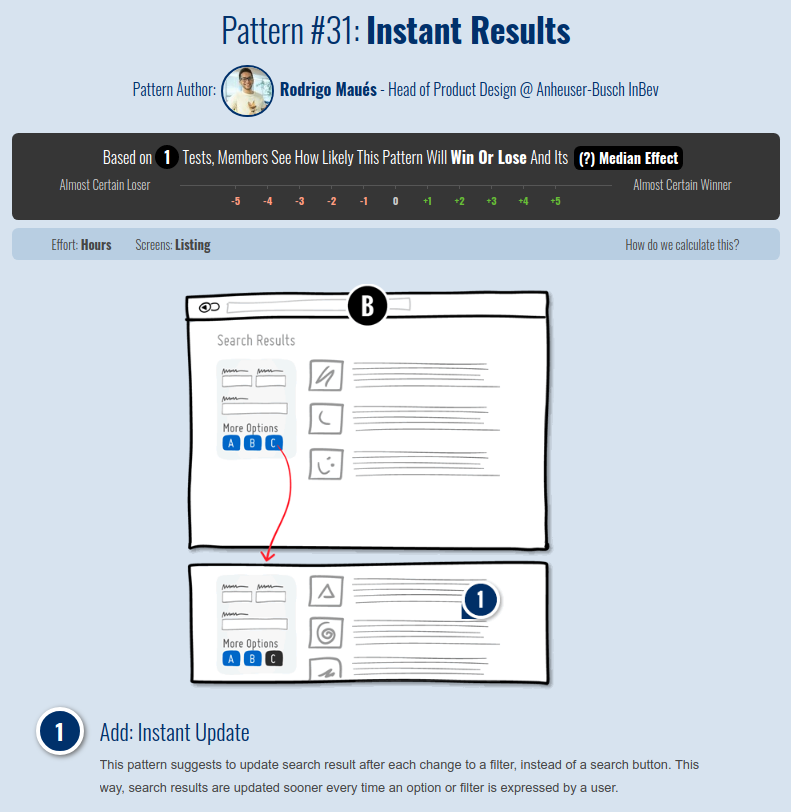 Pattern #31: Instant Results
Pattern Author: Rodrigo Maués - Head of Product Design @ Anheuser-Busch InBev
Based on 1 Tests, Members See How Likely This Pattern Will Win Or Lose And Its (?) Median Effect
Almost Certain Loser -5 -4 -3 -2 -1 0 +1 +2 +3 +4 +5 Almost Certain Winner
Effort: Hours Screens: Listing How do we calculate this?
B
Search Results
More Options
A B C
1
More Options
A B C
1 Add: Instant Update
This pattern suggests to update search result after each change to a filter, instead of a search button. This
way, search results are updated sooner every time an option or filter is expressed by a user.